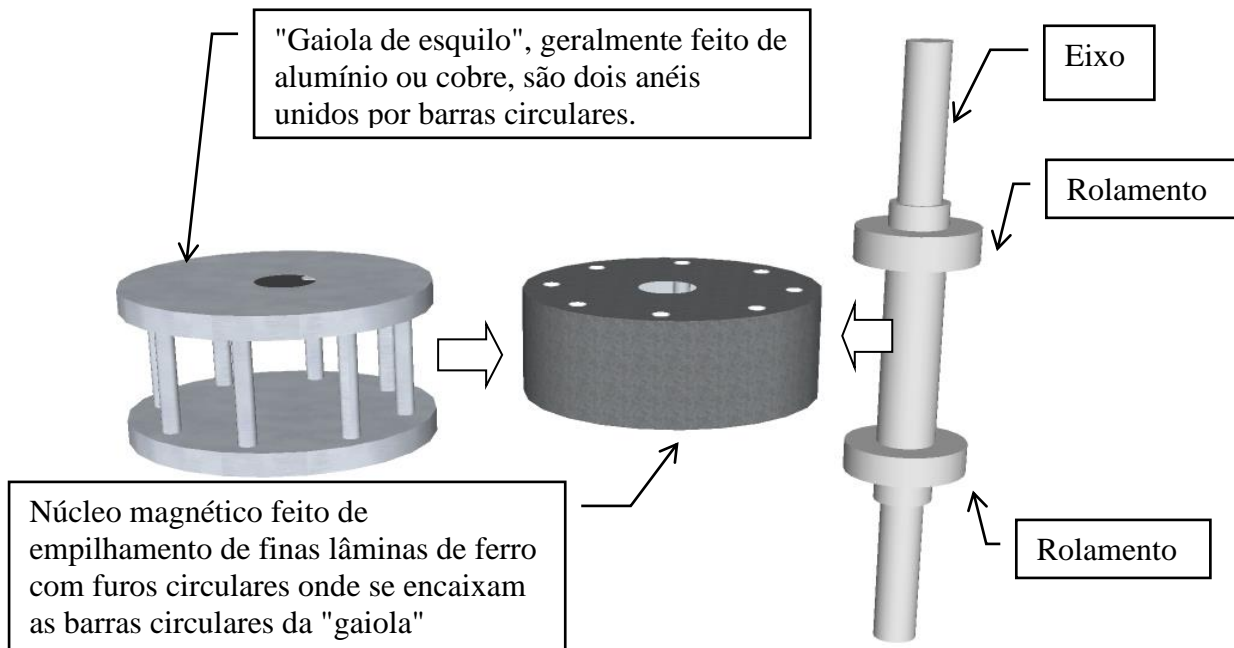 "Gaiola de esquilo", geralmente feito de
alumínio ou cobre, são dois anéis
unidos por barras circulares.
Eixo
Rolamento
Núcleo magnético feito de
empilhamento de finas lâminas de ferro
com furos circulares onde se encaixam
as barras circulares da "gaiola"
Rolamento